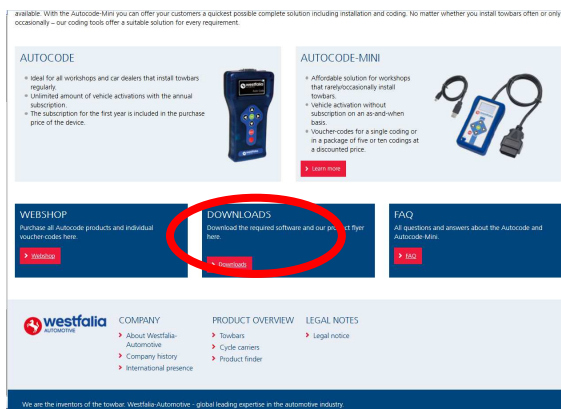 available. With the Autocode-Mini you can offer your customers a quickest possible complete solution including installation and coding. No matter whether you install towbars often or only
occasionally – our coding tools offer a suitable solution for every requirement.
AUTOCODE
Ideal for all workshops and car dealers that install towbars
regularly.
Unlimited amount of vehicle activations with the annual
subscription.
The subscription for the first year is included in the purchase
price of the device.
westfalia
AUTOCODE-MINI
Affordable solution for workshops
that rarely/occasionally install
towbars.
Vehicle activation without
subscription on an as-and-when
basis.
Voucher-codes for a single coding or
in a package of five or ten codings at
a discounted price.
Learn more
WEBSHOP
Purchase all Autocode products and individual
voucher-codes here.
Webshop
DOWNLOADS
Download the required software and our product flyer
here.
Downloads
FAQ
All questions and answers about the Autocode and
Autocode-Mini.
FAQ
westfalia
AUTOMOTIVE
COMPANY
About Westfalia-
Automotive
Company history
International presence
PRODUCT OVERVIEW
Towbars
Cycle carriers
Product finder
LEGAL NOTES
Legal notice
We are the inventors of the towbar. Westfalia-Automotive - global leading expertise in the automotive industry.